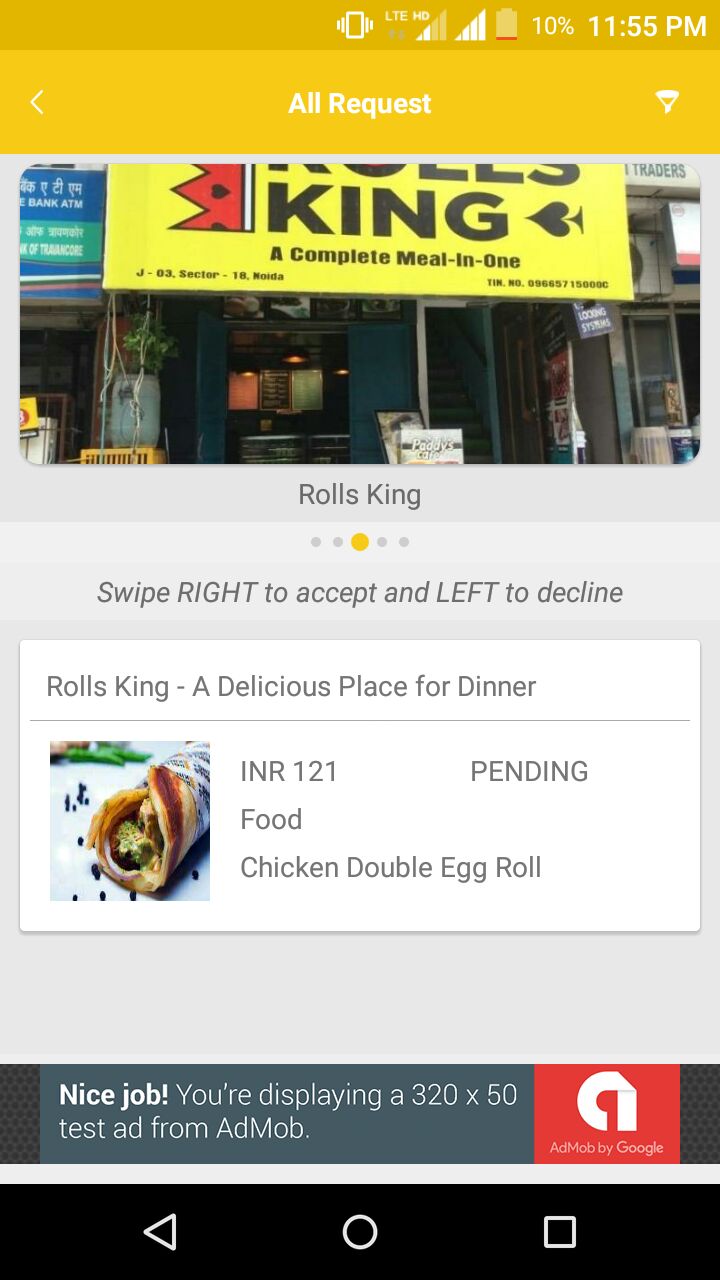 LTE HD
10% 11:55 PM
All Request
बैंक ए टी एम
E BANK ATM
ऑफ त्रावणकोर
NK OF TRAVANCORE
ROLLS
KING
A Complete Meal-In-One
J - 03, Sector - 18, Noida
TIN. NO. 09665715000C
TRADERS
LOCKING
SYSTEMS
Paddy's
Cafe
Rolls King
Swipe RIGHT to accept and LEFT to decline
Rolls King - A Delicious Place for Dinner
INR 121 PENDING
Food
Chicken Double Egg Roll
Nice job! You're displaying a 320 x 50
test ad from AdMob.
AdMob by Google